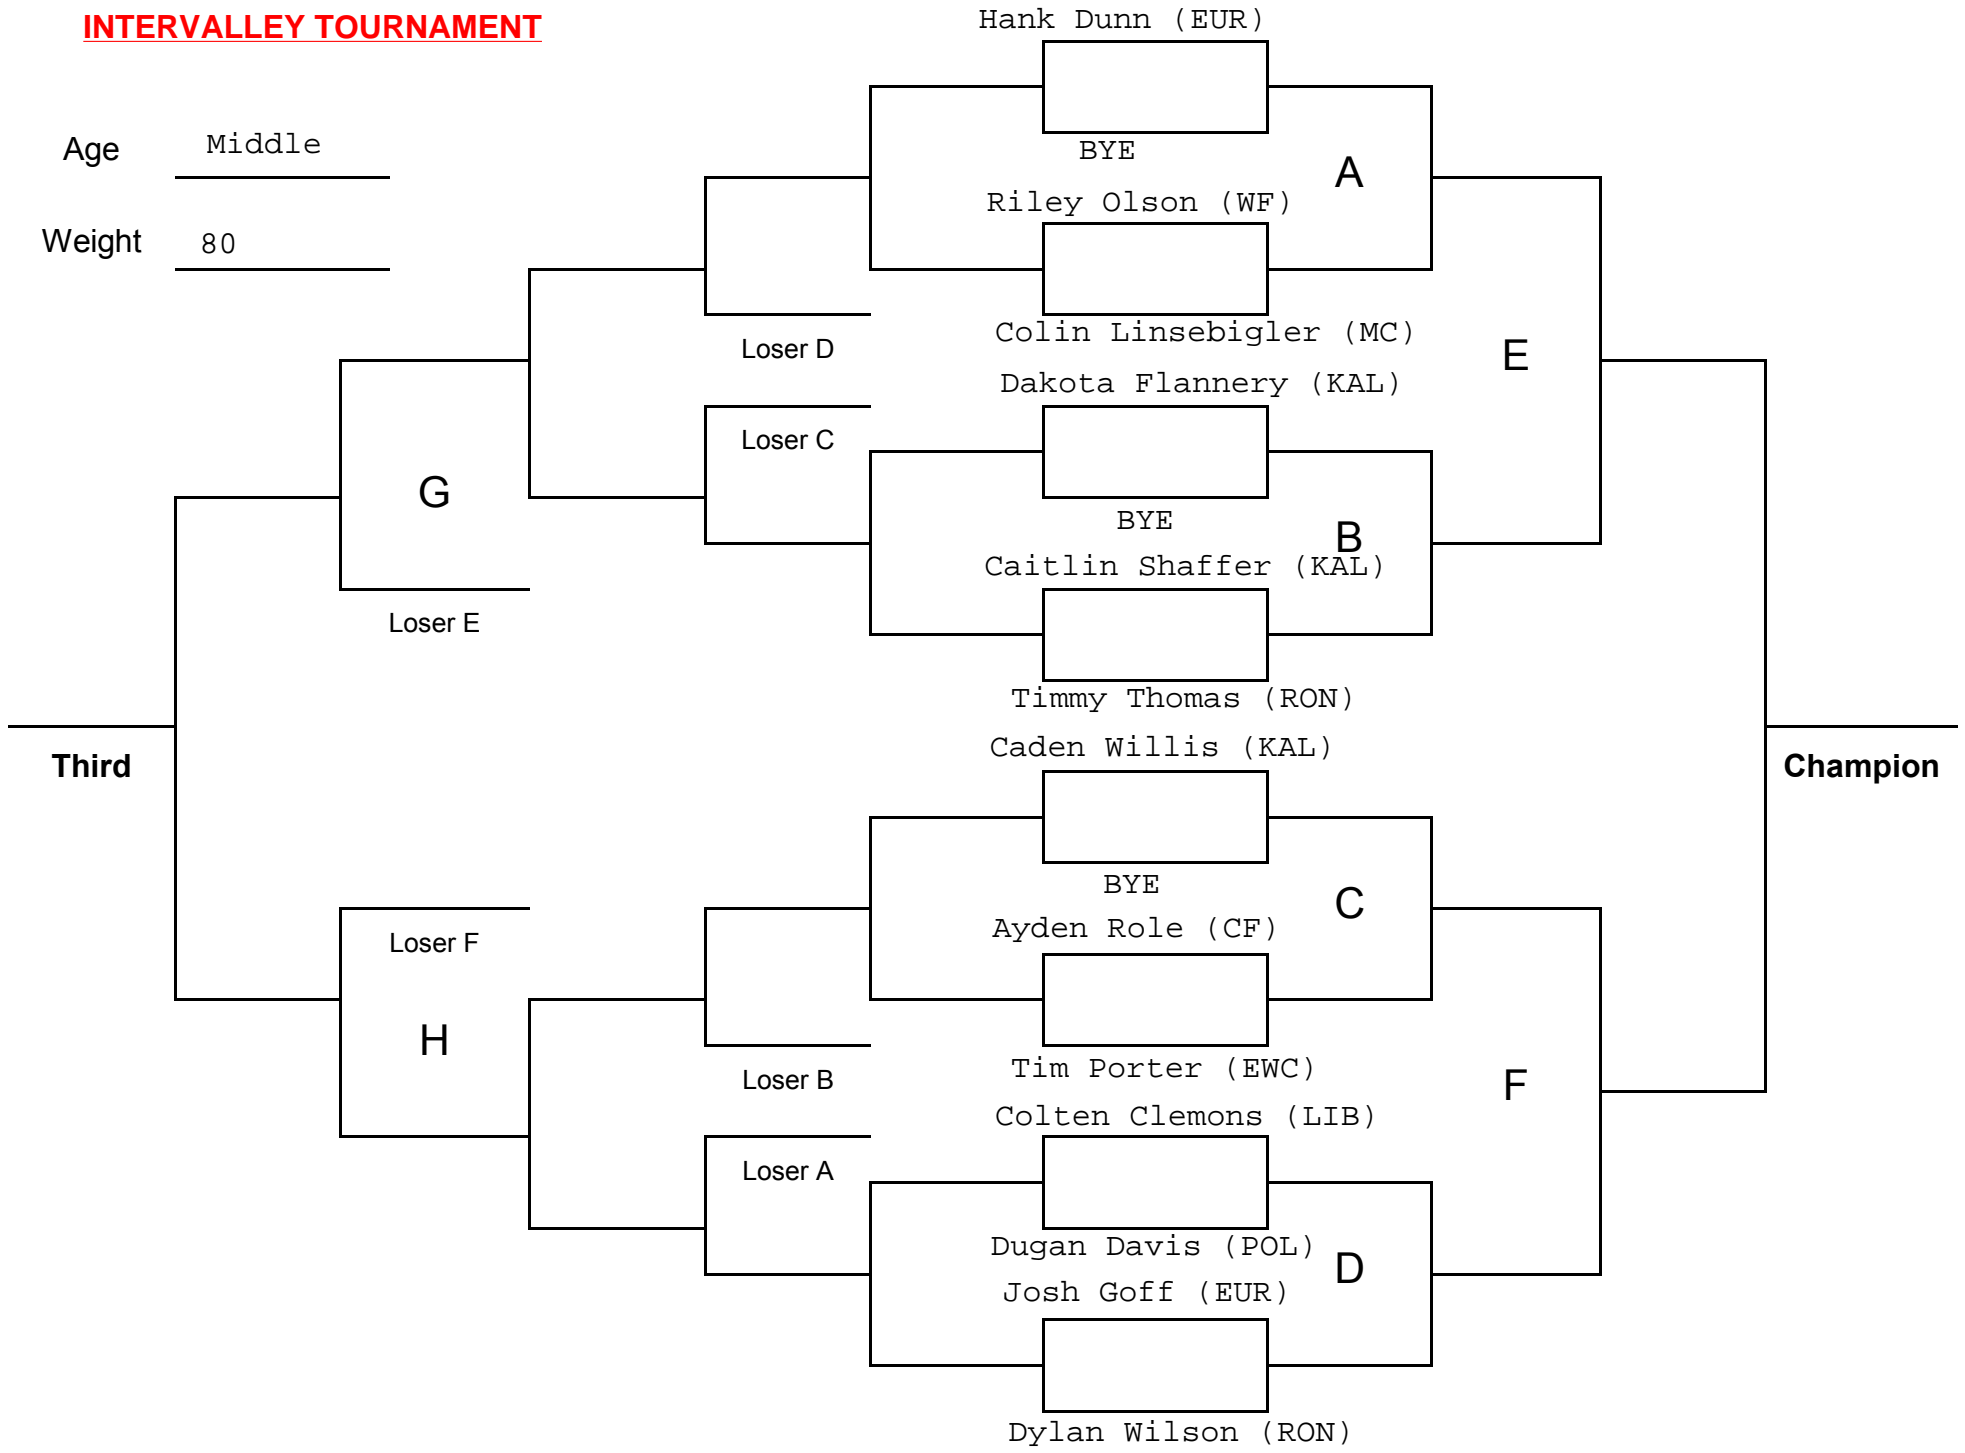 INTERVALLEY TOURNAMENT
Hank Dunn (EUR)
Age Middle
BYE
A
Riley Olson (WF)
Weight 80
Colin Linsebigler (MC)
Loser D
E
Dakota Flannery (KAL)
Loser C
G
BYE
B
Caitlin Shaffer (KAL)
Loser E
Timmy Thomas (RON)
Caden Willis (KAL)
Third
Champion
BYE
C
Ayden Role (CF)
Loser F
H
Tim Porter (EWC)
Loser B
F
Colten Clemons (LIB)
Loser A
Dugan Davis (POL)
D
Josh Goff (EUR)
Dylan Wilson (RON)